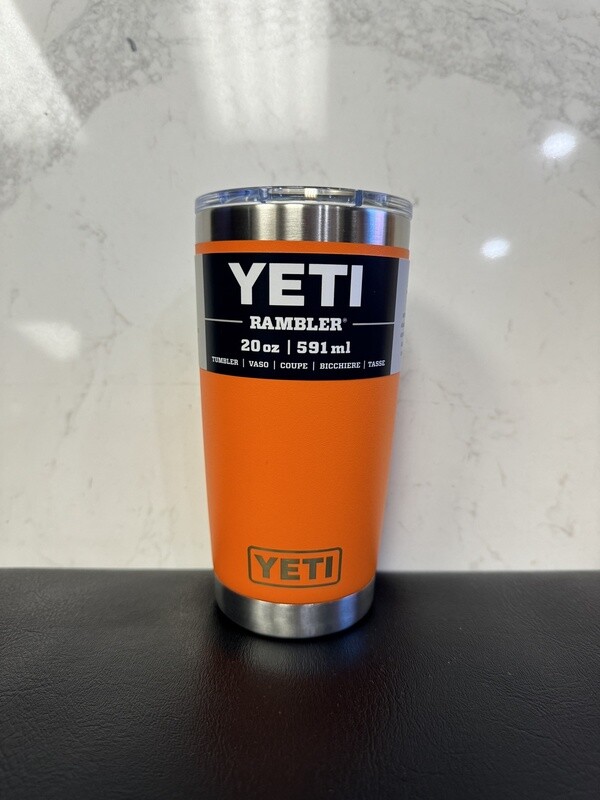 YETI
RAMBLER®
20 oz | 591 ml
TUMBLER | VASO | COUPE | BICCHIERE | TASSE
YETI